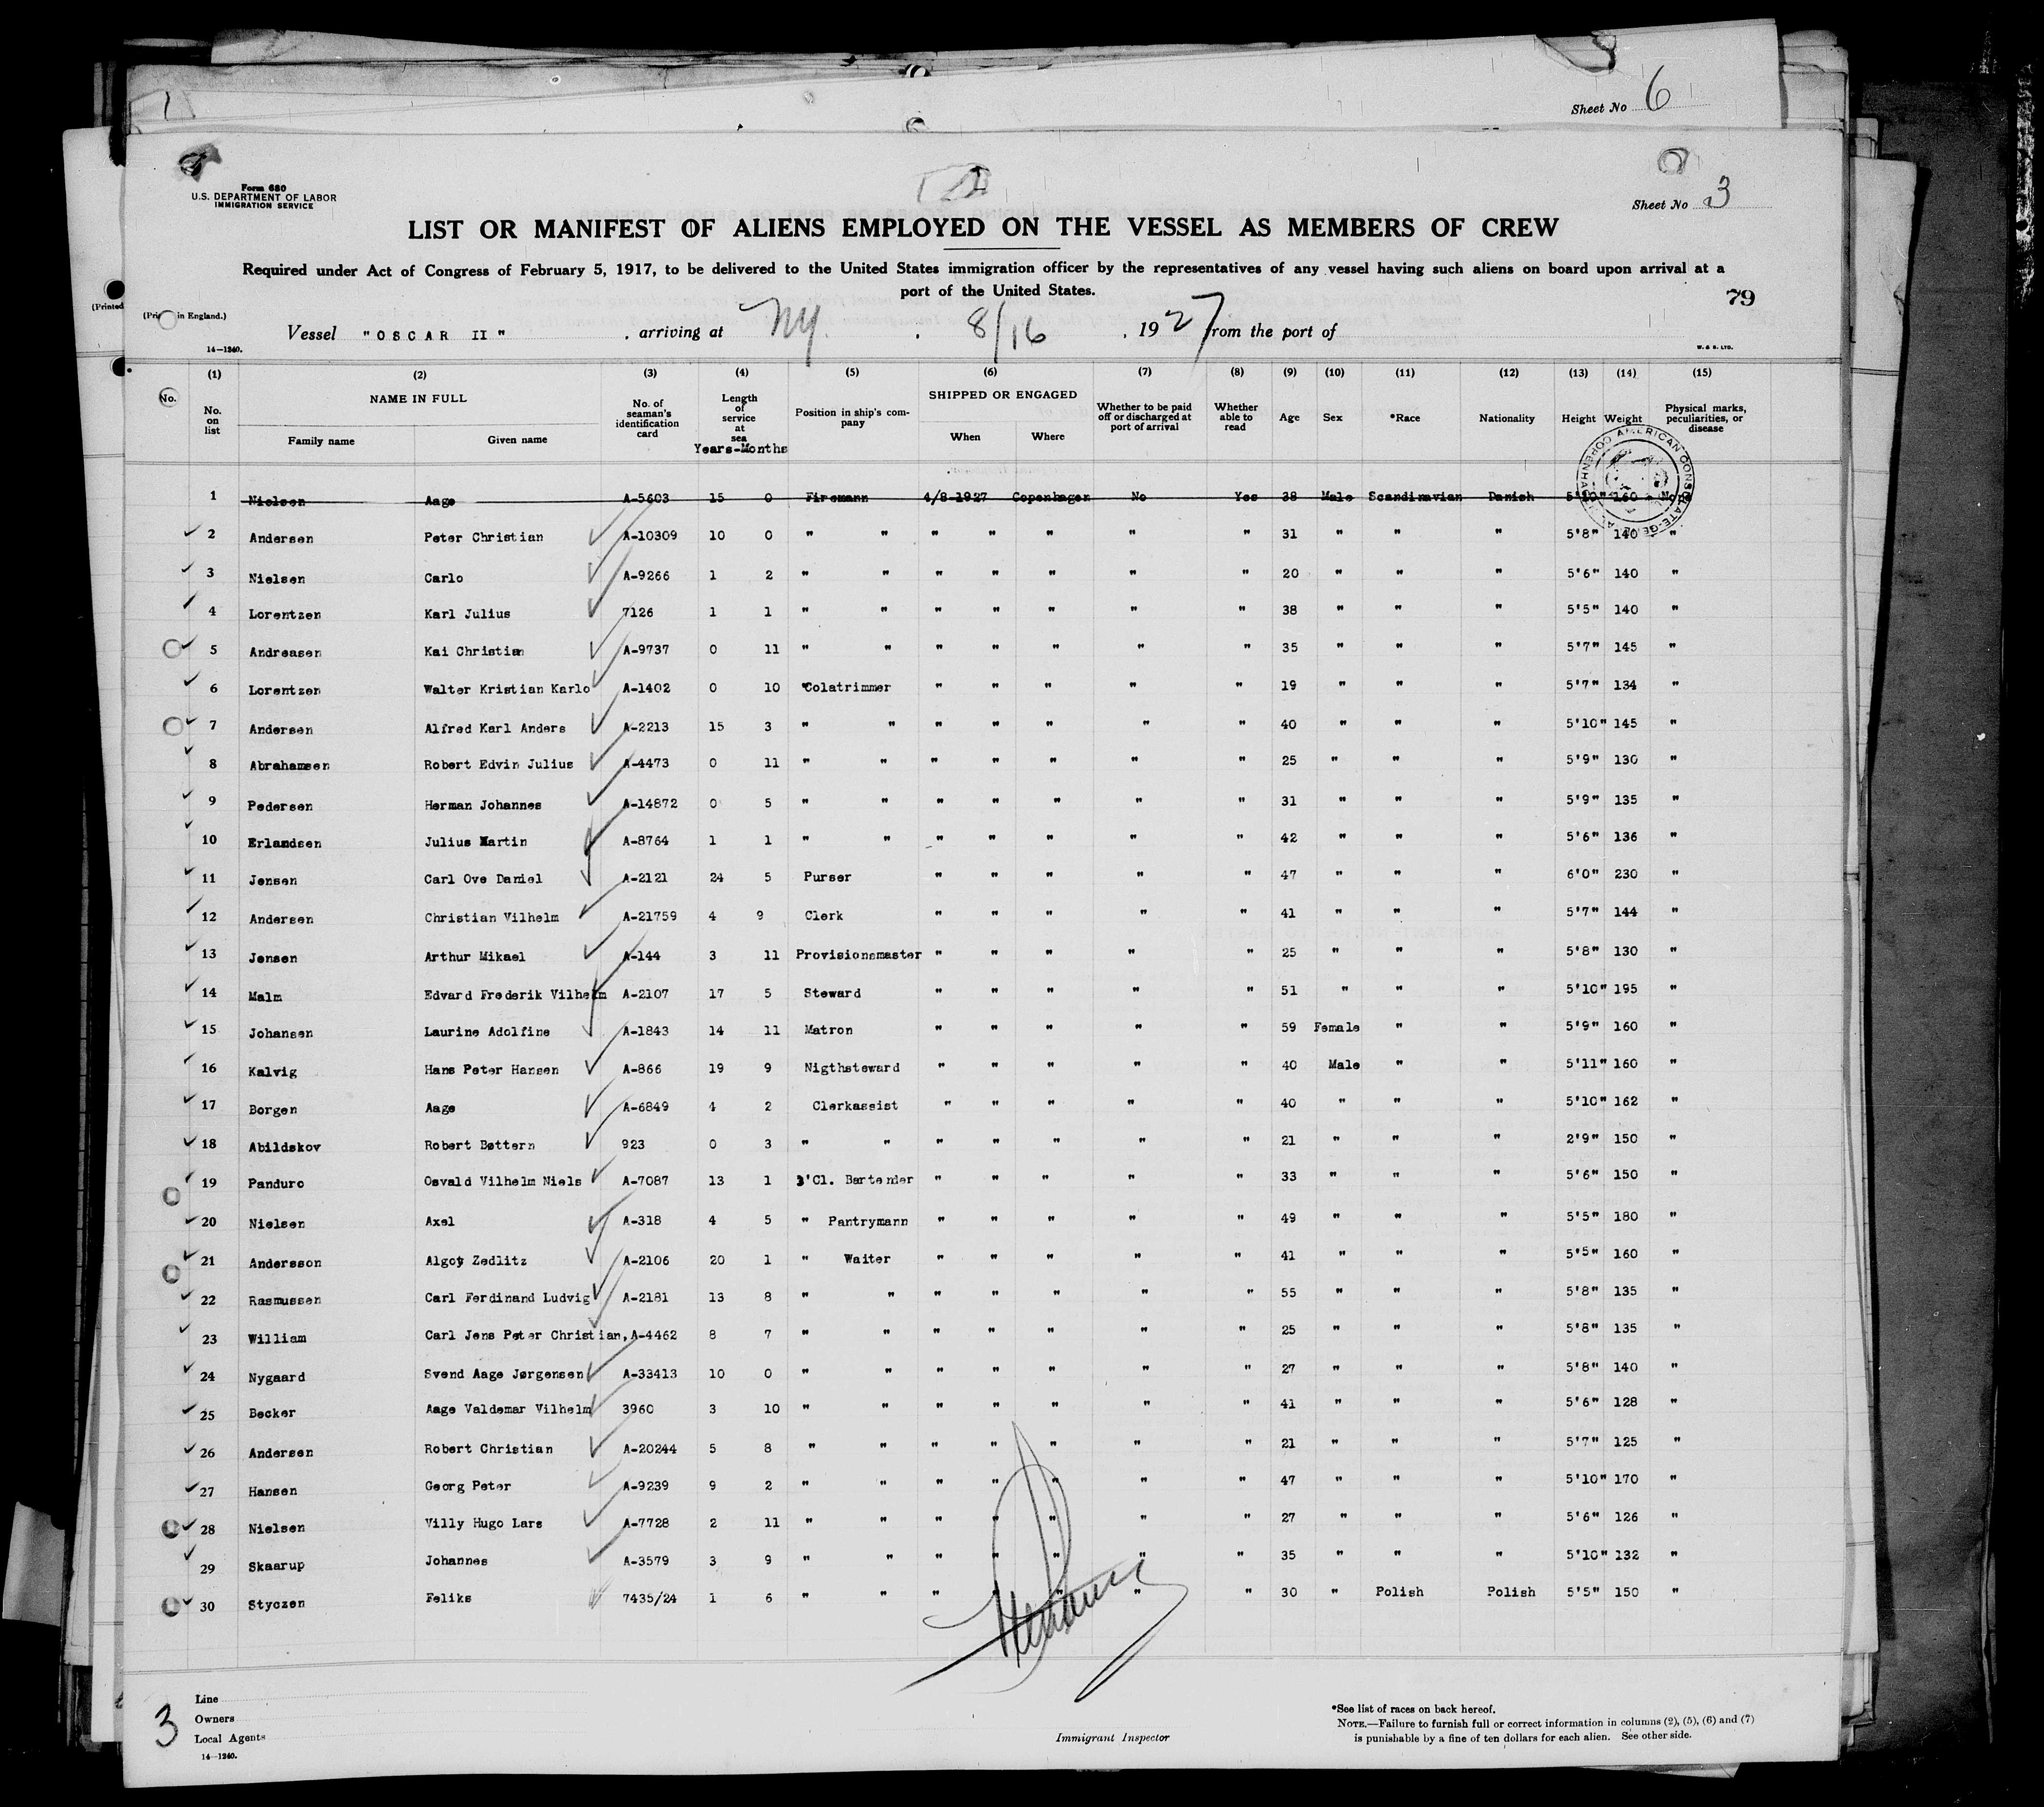 Sheet No 6
Form 680
U.S. DEPARTMENT OF LABOR
IMMIGRATION SERVICE
Sheet No 3
LIST OR MANIFEST OF ALIENS EMPLOYED ON THE VESSEL AS MEMBERS OF CREW
Required under Act of Congress of February 5, 1917, to be delivered to the United States immigration officer by the representatives of any vessel having such aliens on board upon arrival at a
port of the United States.
79
(Printed
(Printed in England.)
Vessel "OSCAR II", arriving at NY. 8/16, 1927 from the port of
14—1240.
W. & S. LTD.
(1) (2) (3) (4) (5) (6) (7) (8) (9) (10) (11) (12) (13) (14) (15)
No. No. on list NAME IN FULL Family name Given name No. of seaman's identification card Length of service at sea Years-Months Position in ship's company SHIPPED OR ENGAGED When Where Whether to be paid off or discharged at port of arrival Whether able to read Age Sex *Race Nationality Height Weight Physical marks, peculiarities, or disease
AMERICAN CONSULATE-GENERAL
1 Nielsen Aage A-5603 15 0 Firemann 4/8-1927 Copenhagen No Yes 38 Male Scandinavian Danish 5'10" 160 No
2 Andersen Peter Christian A-10309 10 0 " " " " " " " 31 " " " 5'8" 140 "
3 Nielsen Carlo A-9266 1 2 " " " " " " " 20 " " " 5'6" 140 "
4 Lorentzen Karl Julius 7126 1 1 " " " " " " " 38 " " " 5'5" 140 "
5 Andreasen Kai Christian A-9737 0 11 " " " " " " " 35 " " " 5'7" 145 "
6 Lorentzen Walter Kristian Karlo A-1402 0 10 Colatrimmer " " " " " 19 " " " 5'7" 134 "
7 Andersen Alfred Karl Anders A-2213 15 3 " " " " " " " 40 " " " 5'10" 145 "
8 Abrahamsen Robert Edvin Julius A-4473 0 11 " " " " " " " 25 " " " 5'9" 130 "
9 Pedersen Herman Johannes A-14872 0 5 " " " " " " " 31 " " " 5'9" 135 "
10 Erlandsen Julius Martin A-8764 1 1 " " " " " " " 42 " " " 5'6" 136 "
11 Jensen Carl Ove Daniel A-2121 24 5 Purser " " " " " 47 " " " 6'0" 230 "
12 Andersen Christian Vilhelm A-21759 4 9 Clerk " " " " " 41 " " " 5'7" 144 "
13 Jensen Arthur Mikael A-144 3 11 Provisionsmaster " " " " " 25 " " " 5'8" 130 "
14 Malm Edvard Frederik Vilhelm A-2107 17 5 Steward " " " " " 51 " " " 5'10" 195 "
15 Johansen Laurine Adolfine A-1843 14 11 Matron " " " " " 59 Female " " 5'9" 160 "
16 Kalvig Hans Peter Hansen A-866 19 9 Nigthsteward " " " " " 40 Male " " 5'11" 160 "
17 Borgen Aage A-6849 4 2 Clerkassist " " " " " 40 " " " 5'10" 162 "
18 Abildskov Robert Bøttern 923 0 3 " " " " " " " 21 " " " 2'9" 150 "
19 Panduro Osvald Vilhelm Niels A-7087 13 1 3'Cl. Bartender " " " " " 33 " " " 5'6" 150 "
20 Nielsen Axel A-318 4 5 " Pantrymann " " " " " 49 " " " 5'5" 180 "
21 Andersson Algoy Zedlitz A-2106 20 1 " Waiter " " " " " 41 " " " 5'5" 160 "
22 Rasmussen Carl Ferdinand Ludvig A-2181 13 8 " " " " " " " 55 " " " 5'8" 135 "
23 William Carl Jens Peter Christian, A-4462 8 7 " " " " " " " 25 " " " 5'8" 135 "
24 Nygaard Svend Aage Jørgensen A-33413 10 0 " " " " " " " 27 " " " 5'8" 140 "
25 Becker Aage Valdemar Vilhelm 3960 3 10 " " " " " " " 41 " " " 5'6" 128 "
26 Andersen Robert Christian A-20244 5 8 " " " " " " " 21 " " " 5'7" 125 "
27 Hansen Georg Peter A-9239 9 2 " " " " " " " 47 " " " 5'10" 170 "
28 Nielsen Villy Hugo Lars A-7728 2 11 " " " " " " " 27 " " " 5'6" 126 "
29 Skaarup Johannes A-3579 3 9 " " " " " " " 35 " " " 5'10" 132 "
30 Styczen Feliks 7435/24 1 6 " " " " " " " 30 " Polish Polish 5'5" 150 "
3
Line
Owners
Local Agents
14—1240.
Immigrant Inspector
*See list of races on back hereof.
NOTE.—Failure to furnish full or correct information in columns (2), (5), (6) and (7)
is punishable by a fine of ten dollars for each alien. See other side.